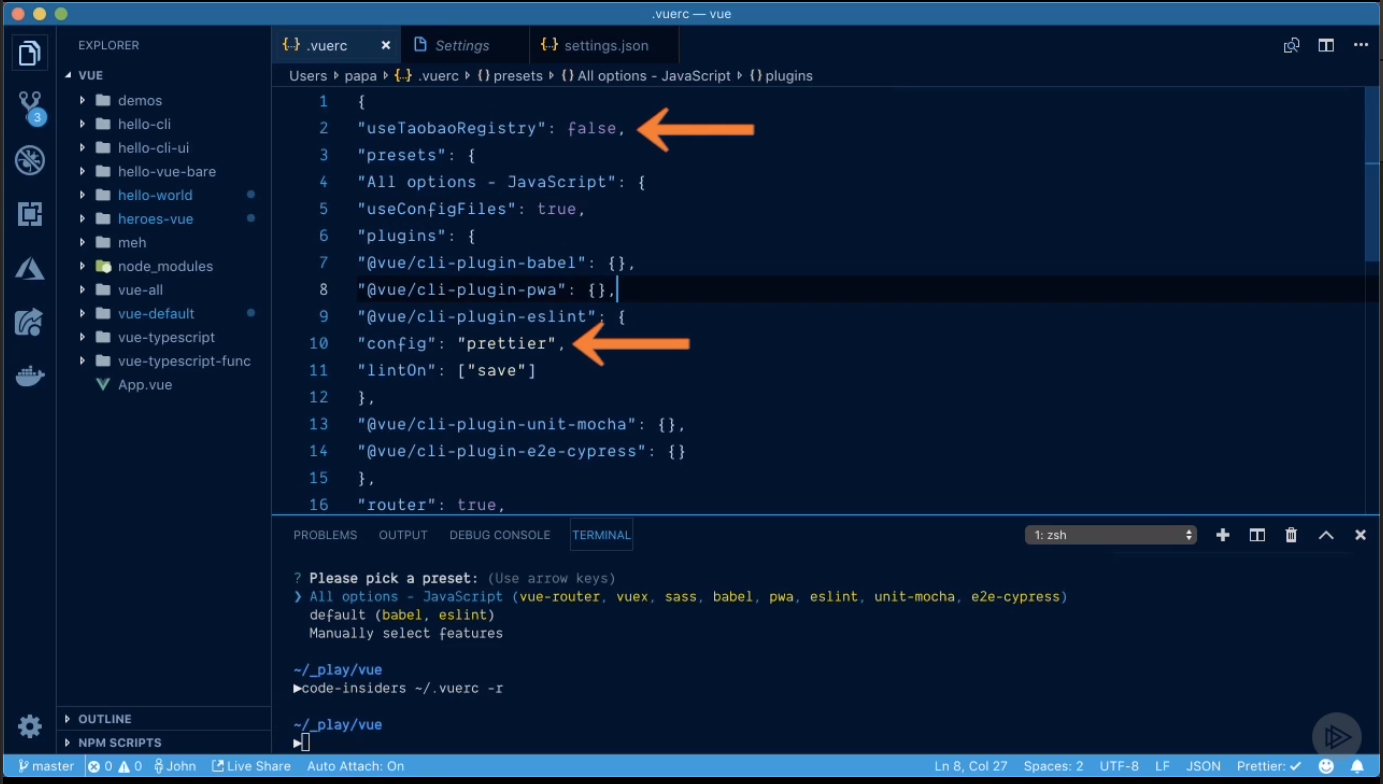 .vuerc — vue
EXPLORER
VUE
demos
hello-cli
hello-cli-ui
hello-vue-bare
hello-world
heroes-vue
meh
node_modules
vue-all
vue-default
vue-typescript
vue-typescript-func
App.vue
OUTLINE
NPM SCRIPTS
3
{..} .vuerc × Settings {..} settings.json
Users papa {..} .vuerc {} presets {} All options - JavaScript {} plugins
1 {
2 "useTaobaoRegistry": false,
3 "presets": {
4 "All options - JavaScript": {
5 "useConfigFiles": true,
6 "plugins": {
7 "@vue/cli-plugin-babel": {},
8 "@vue/cli-plugin-pwa": {},
9 "@vue/cli-plugin-eslint": {
10 "config": "prettier",
11 "lintOn": ["save"]
12 },
13 "@vue/cli-plugin-unit-mocha": {},
14 "@vue/cli-plugin-e2e-cypress": {}
15 },
16 "router": true,
PROBLEMS OUTPUT DEBUG CONSOLE TERMINAL 1: zsh
? Please pick a preset: (Use arrow keys)
❯ All options - JavaScript (vue-router, vuex, sass, babel, pwa, eslint, unit-mocha, e2e-cypress)
default (babel, eslint)
Manually select features
~/_play/vue
▶code-insiders ~/.vuerc -r
~/_play/vue
▶
master 0 0 John Live Share Auto Attach: On Ln 8, Col 27 Spaces: 2 UTF-8 LF JSON Prettier: ✓